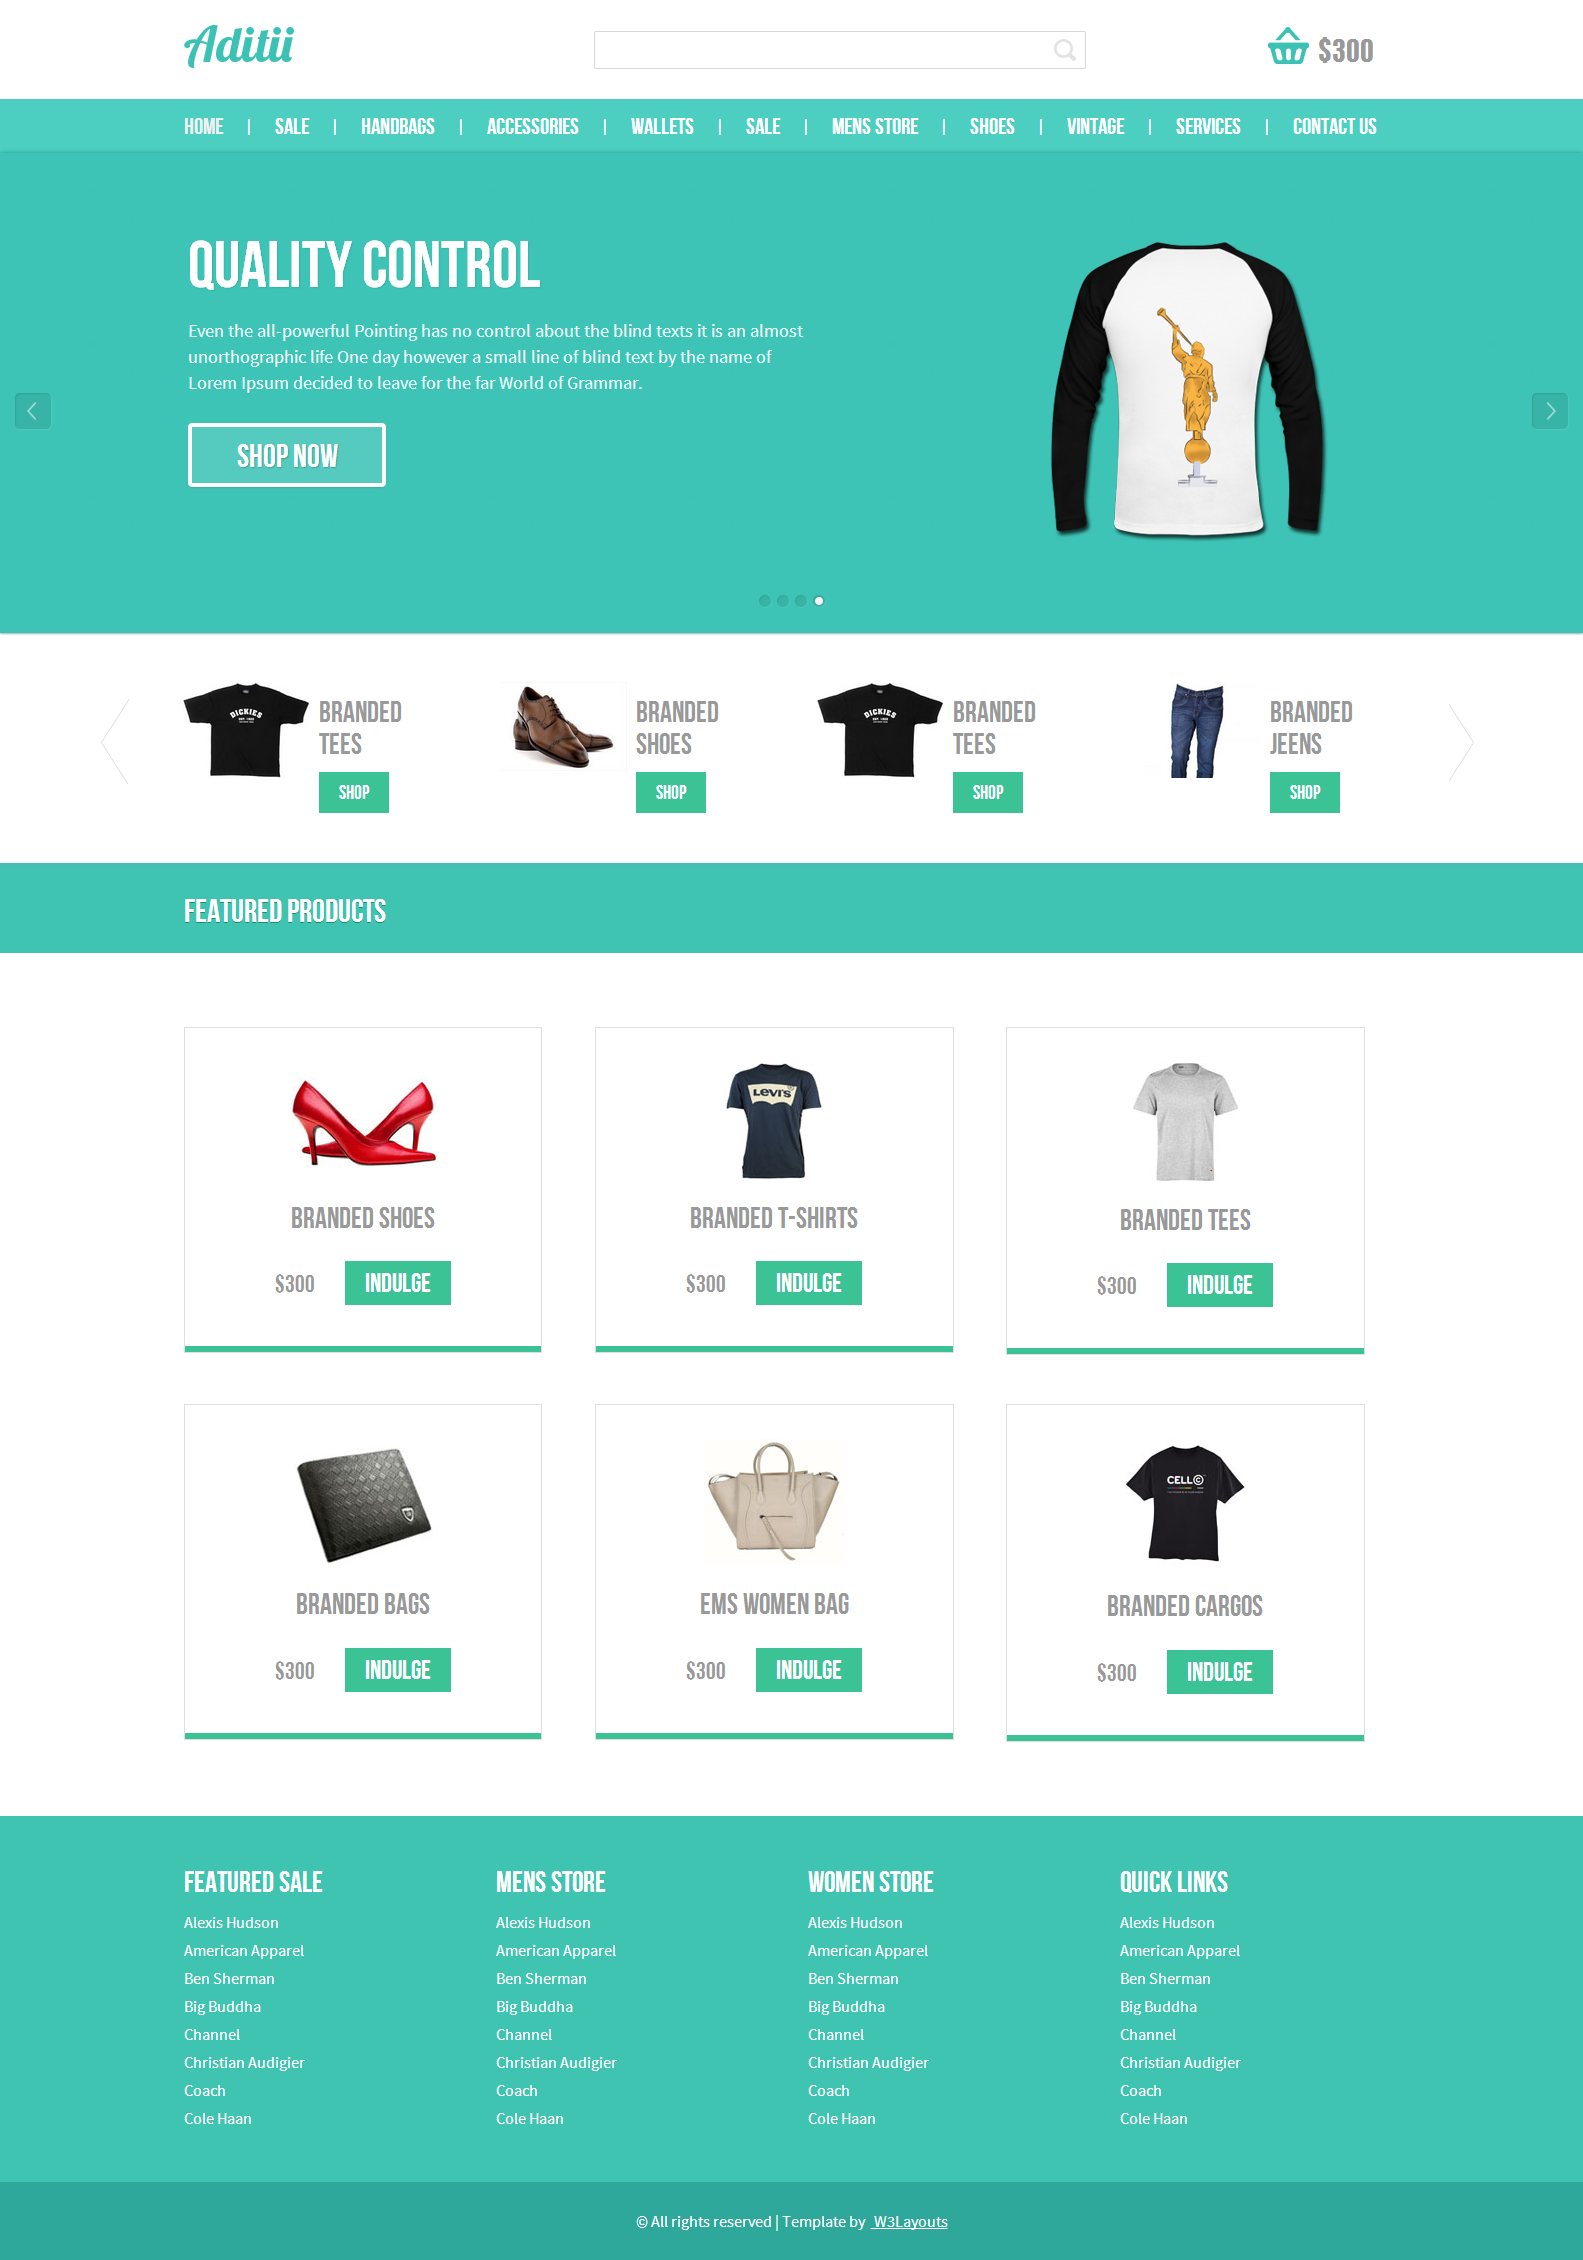 Aditii
$300
HOME | SALE | HANDBAGS | ACCESSORIES | WALLETS | SALE | MENS STORE | SHOES | VINTAGE | SERVICES | CONTACT US
QUALITY CONTROL
Even the all-powerful Pointing has no control about the blind texts it is an almost
unorthographic life One day however a small line of blind text by the name of
Lorem Ipsum decided to leave for the far World of Grammar.
SHOP NOW
DICKIES
BRANDED
TEES
SHOP
BRANDED
SHOES
SHOP
DICKIES
BRANDED
TEES
SHOP
BRANDED
JEENS
SHOP
FEATURED PRODUCTS
BRANDED SHOES
$300 INDULGE
LEVI'S
BRANDED T-SHIRTS
$300 INDULGE
BRANDED TEES
$300 INDULGE
BRANDED BAGS
$300 INDULGE
EMS WOMEN BAG
$300 INDULGE
CELL C
BRANDED CARGOS
$300 INDULGE
FEATURED SALE
Alexis Hudson
American Apparel
Ben Sherman
Big Buddha
Channel
Christian Audigier
Coach
Cole Haan
MENS STORE
Alexis Hudson
American Apparel
Ben Sherman
Big Buddha
Channel
Christian Audigier
Coach
Cole Haan
WOMEN STORE
Alexis Hudson
American Apparel
Ben Sherman
Big Buddha
Channel
Christian Audigier
Coach
Cole Haan
QUICK LINKS
Alexis Hudson
American Apparel
Ben Sherman
Big Buddha
Channel
Christian Audigier
Coach
Cole Haan
© All rights reserved | Template by W3Layouts